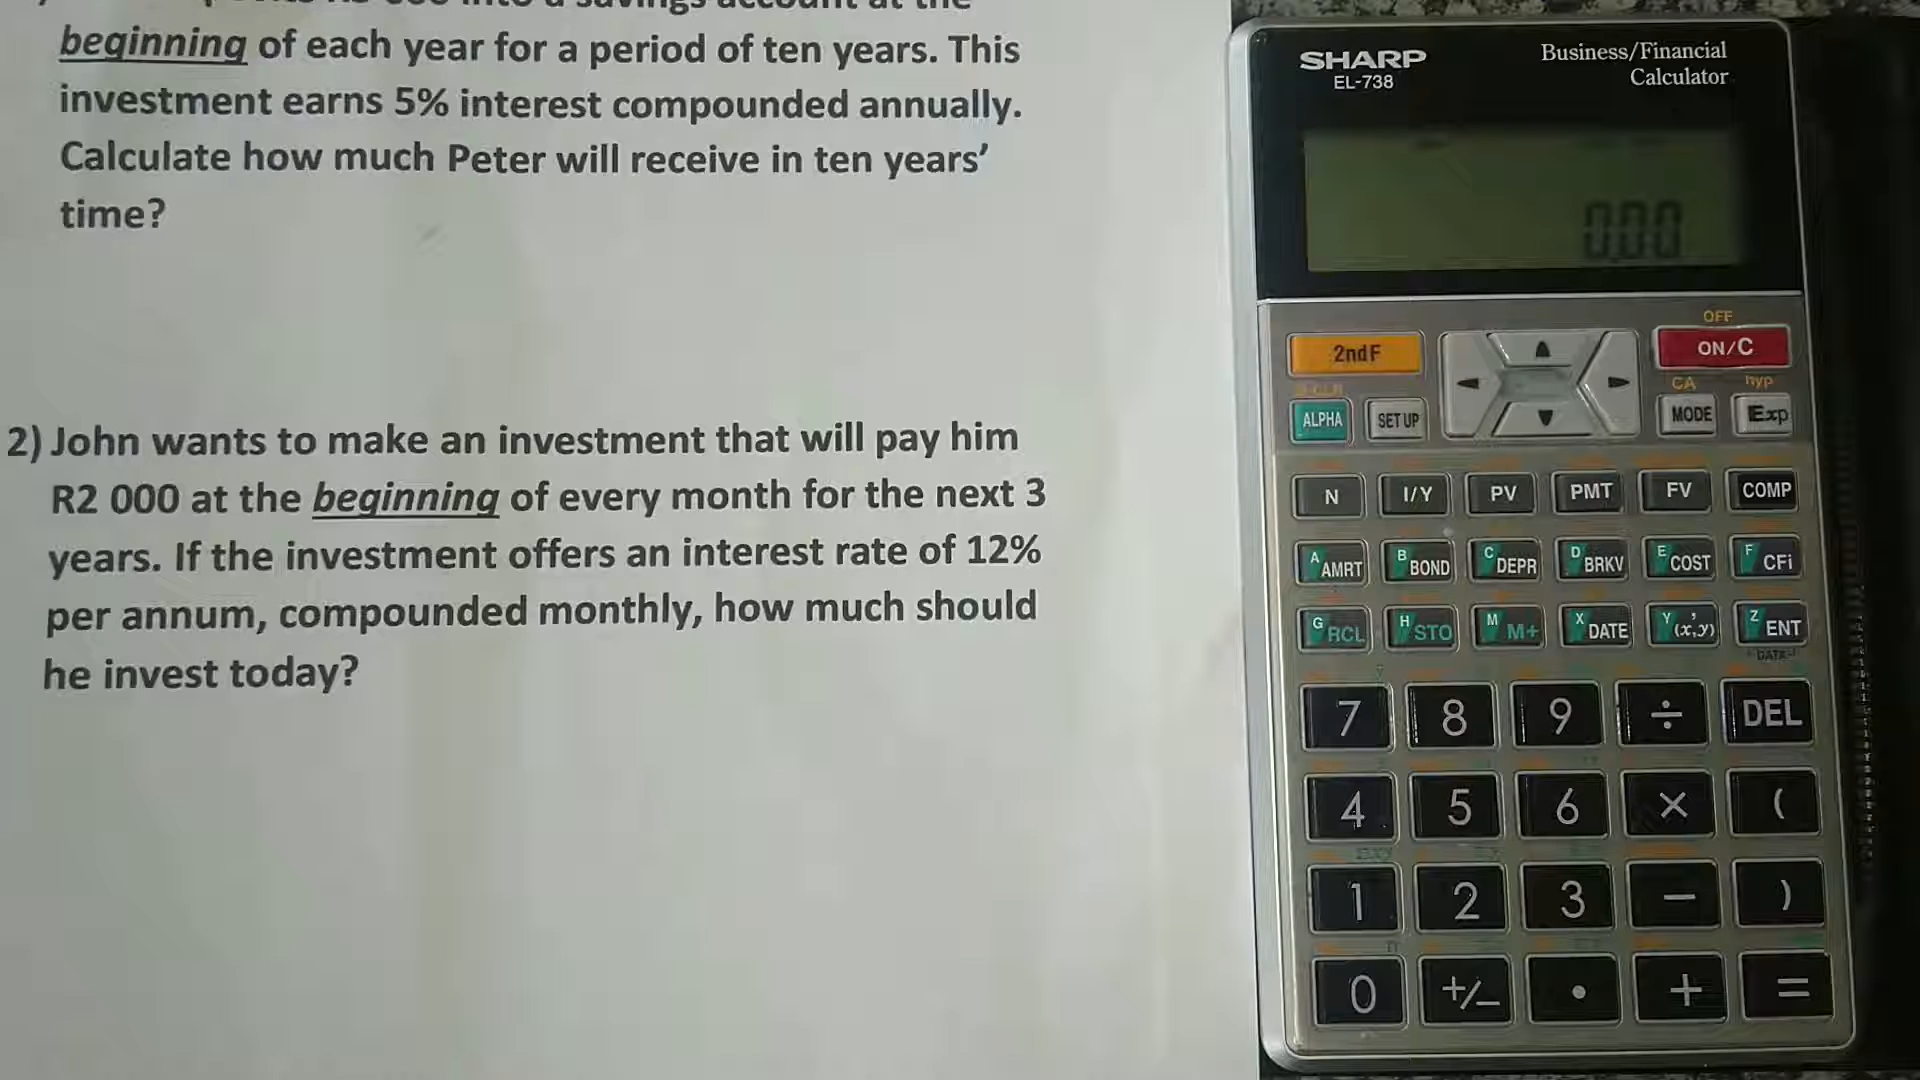 into a savings account at the
beginning of each year for a period of ten years. This
investment earns 5% interest compounded annually.
Calculate how much Peter will receive in ten years’
time?
2) John wants to make an investment that will pay him
R2 000 at the beginning of every month for the next 3
years. If the investment offers an interest rate of 12%
per annum, compounded monthly, how much should
he invest today?
SHARP
EL-738
Business/Financial
Calculator
0.00
OFF
2ndF
ON/C
CA hyp
ALPHA SET UP MODE Exp
N I/Y PV PMT FV COMP
A AMRT B BOND C DEPR D BRKV E COST F CFi
G RCL H STO M M+ X DATE Y (x,y) Z ENT
DATA
7 8 9 ÷ DEL
4 5 6 × (
1 2 3 − )
0 +/− • + =